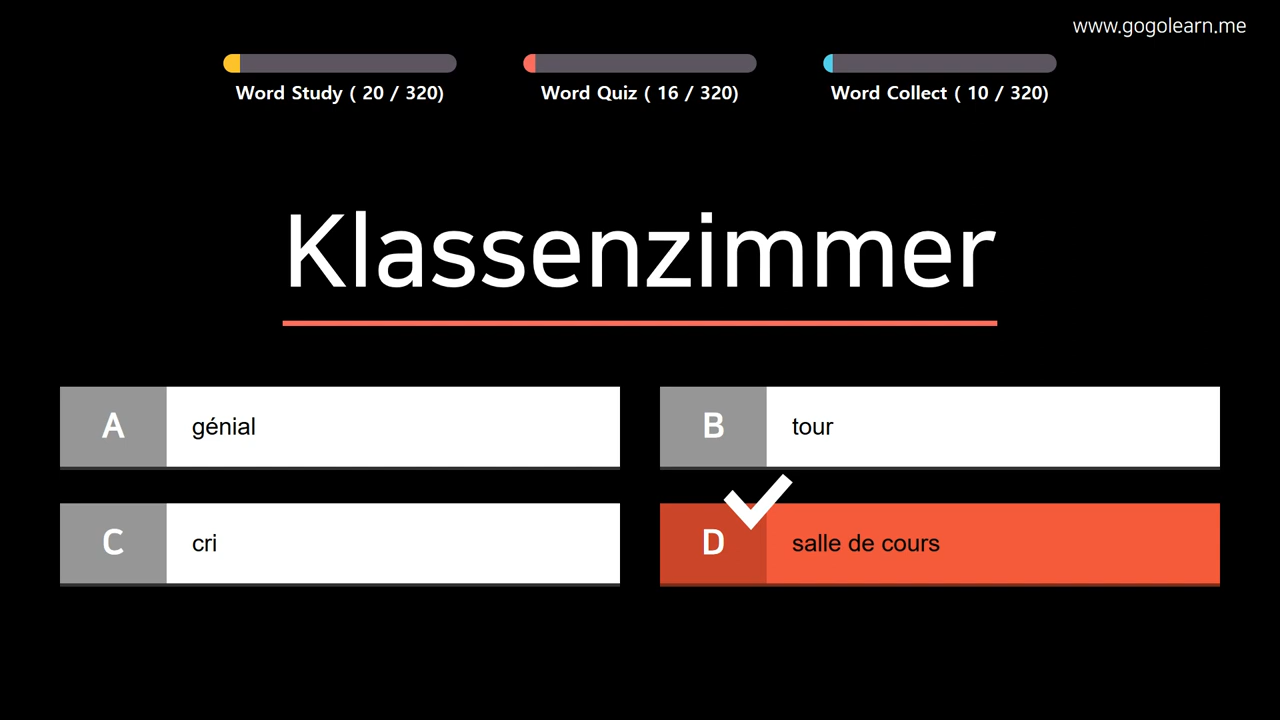 www.gogolearn.me
Word Study ( 20 / 320)
Word Quiz ( 16 / 320)
Word Collect ( 10 / 320)
Klassenzimmer
A génial
B tour
C cri
D salle de cours